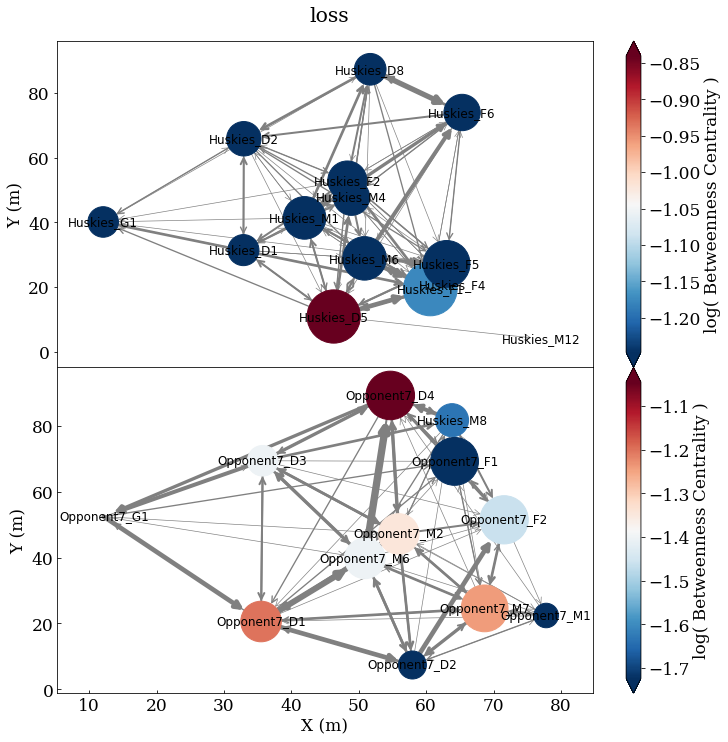 loss
Huskies_D8
Huskies_F6
Huskies_D2
Huskies_F2
Huskies_M4
Huskies_G1
Huskies_M1
Huskies_D1
Huskies_M6
Huskies_F5
Huskies_F4
Huskies_F1
Huskies_D5
Huskies_M12
Y (m)
80
60
40
20
0
−0.85
−0.90
−0.95
−1.00
−1.05
−1.10
−1.15
−1.20
log( Betweenness Centrality )
Opponent7_D4
Huskies_M8
Opponent7_D3
Opponent7_F1
Opponent7_G1
Opponent7_F2
Opponent7_M2
Opponent7_M6
Opponent7_M7
Opponent7_M1
Opponent7_D1
Opponent7_D2
Y (m)
80
60
40
20
0
10
20
30
40
50
60
70
80
X (m)
−1.1
−1.2
−1.3
−1.4
−1.5
−1.6
−1.7
log( Betweenness Centrality )